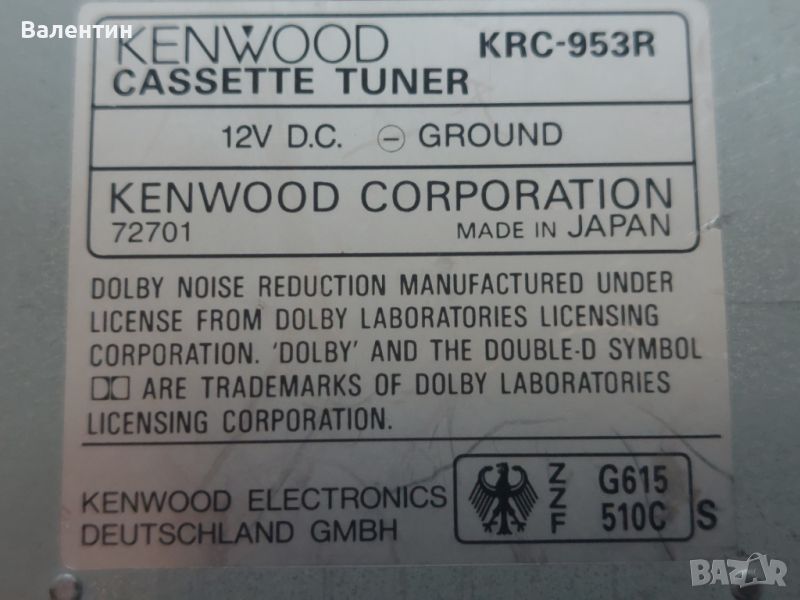 Валентин
KENWOOD KRC-953R
CASSETTE TUNER
12V D.C. ⊖ GROUND
KENWOOD CORPORATION
72701 MADE IN JAPAN
DOLBY NOISE REDUCTION MANUFACTURED UNDER
LICENSE FROM DOLBY LABORATORIES LICENSING
CORPORATION. 'DOLBY' AND THE DOUBLE-D SYMBOL
ARE TRADEMARKS OF DOLBY LABORATORIES
LICENSING CORPORATION.
KENWOOD ELECTRONICS
DEUTSCHLAND GMBH
ZZF G615 510C S
BAZAR